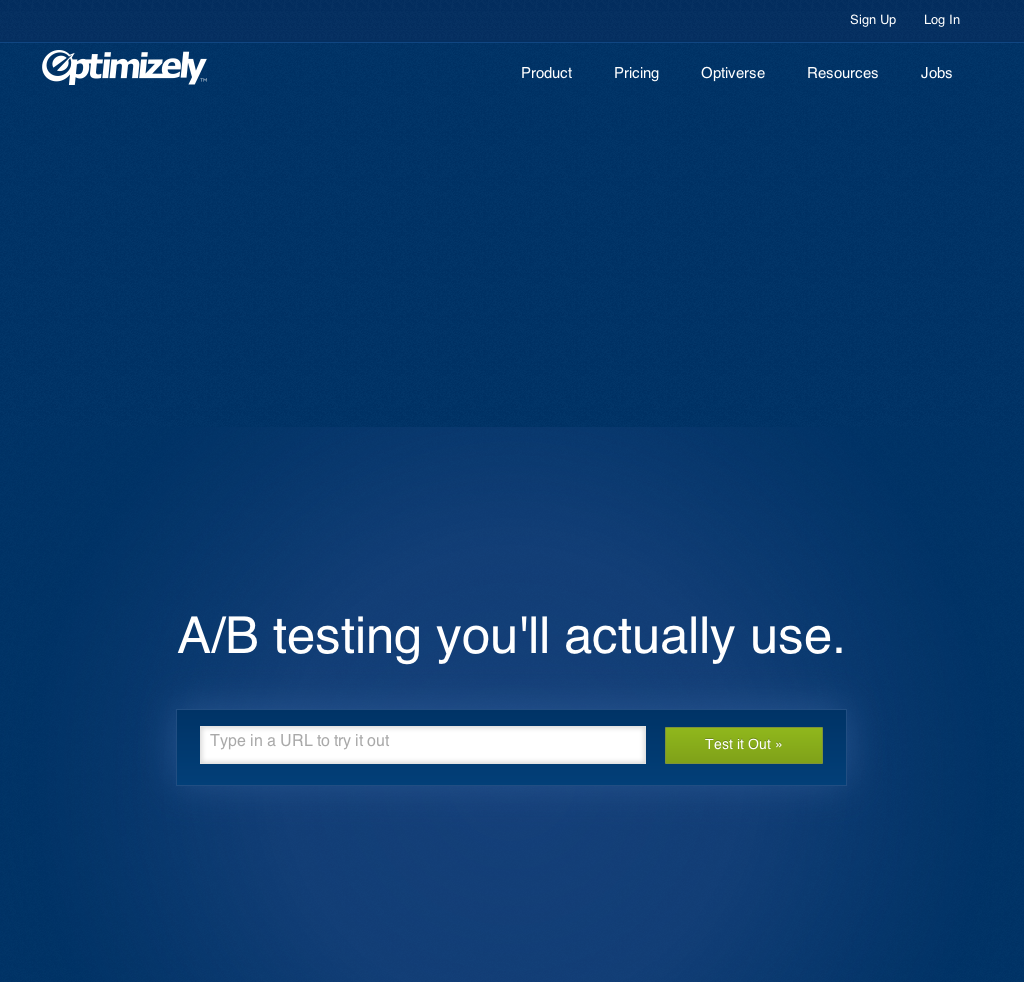 Sign Up Log In
Optimizely™
Product Pricing Optiverse Resources Jobs
A/B testing you'll actually use.
Type in a URL to try it out
Test it Out »